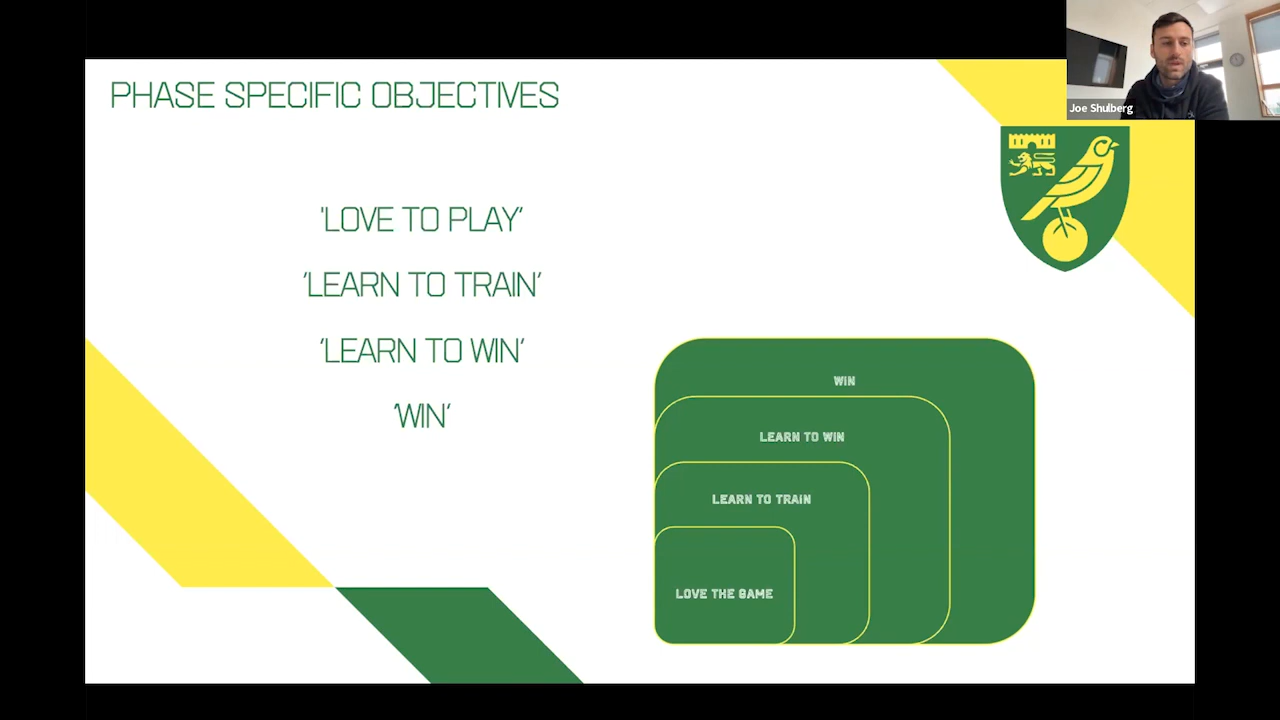 PHASE SPECIFIC OBJECTIVES
Joe Shulberg
'LOVE TO PLAY'
'LEARN TO TRAIN'
'LEARN TO WIN'
'WIN'
WIN
LEARN TO WIN
LEARN TO TRAIN
LOVE THE GAME